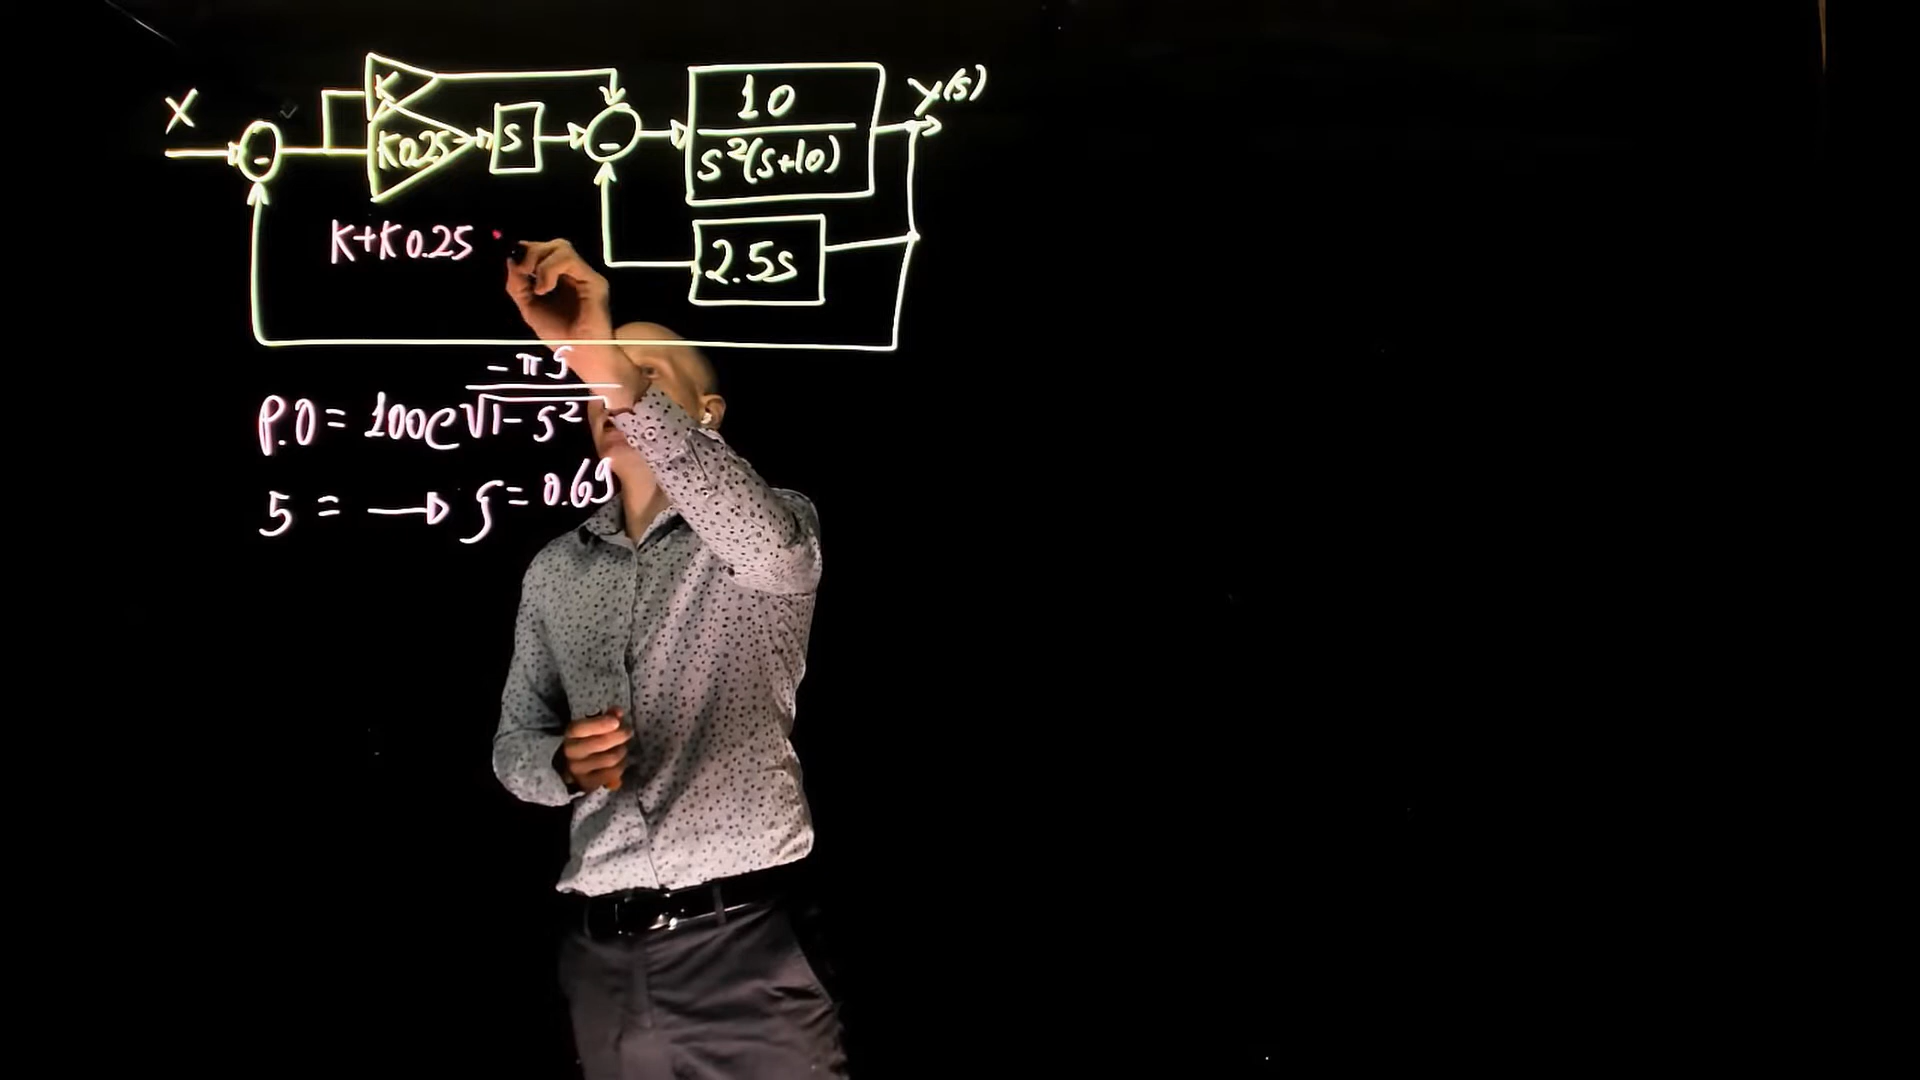 X
K
K0.25
S
-
-
10
S²(S+10)
Y(s)
2.5s
K+K0.25
P.O = 100e^(-πζ/√(1-ζ²))
5 = → ζ = 0.69